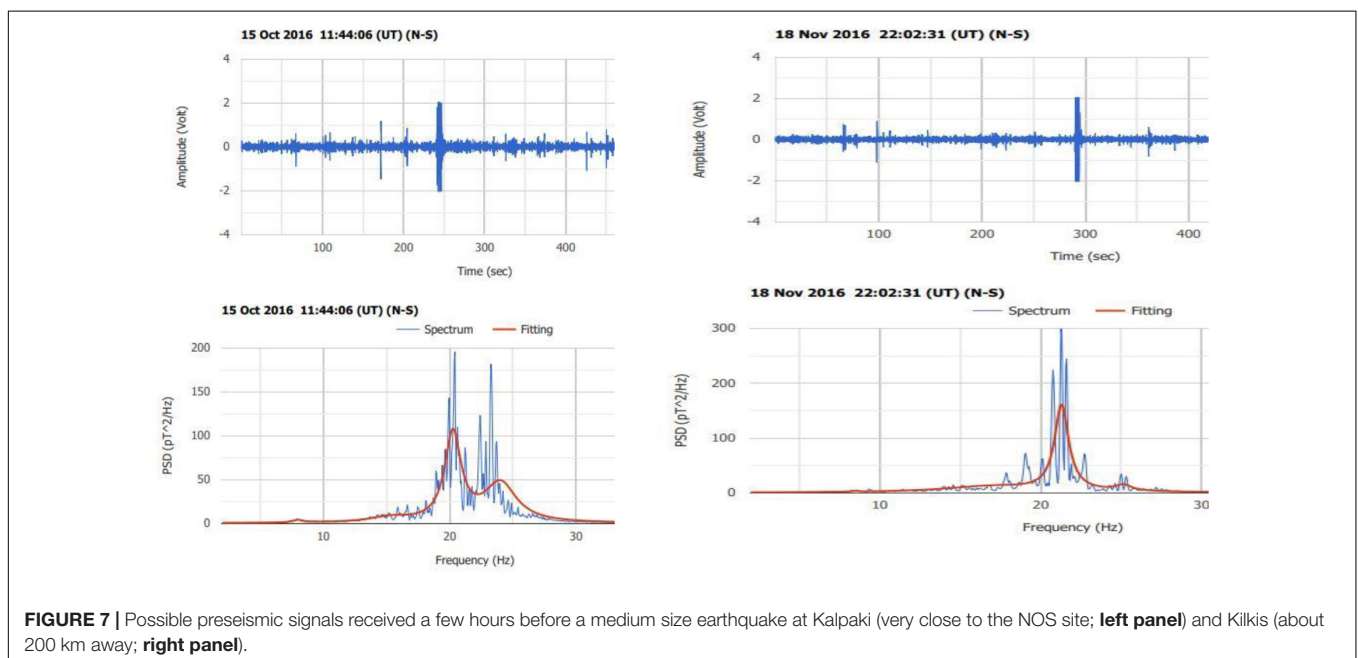 15 Oct 2016 11:44:06 (UT) (N-S)
4
2
0
-2
-4
Amplitude (Volt)
100 200 300 400
Time (sec)
18 Nov 2016 22:02:31 (UT) (N-S)
4
2
0
-2
-4
Amplitude (Volt)
100 200 300 400
Time (sec)
15 Oct 2016 11:44:06 (UT) (N-S)
Spectrum Fitting
200
150
100
50
0
PSD (pT^2/Hz)
10 20 30
Frequency (Hz)
18 Nov 2016 22:02:31 (UT) (N-S)
Spectrum Fitting
300
200
100
0
PSD (pT^2/Hz)
10 20 30
Frequency (Hz)
FIGURE 7 | Possible preseismic signals received a few hours before a medium size earthquake at Kalpaki (very close to the NOS site; left panel) and Kilkis (about
200 km away; right panel).